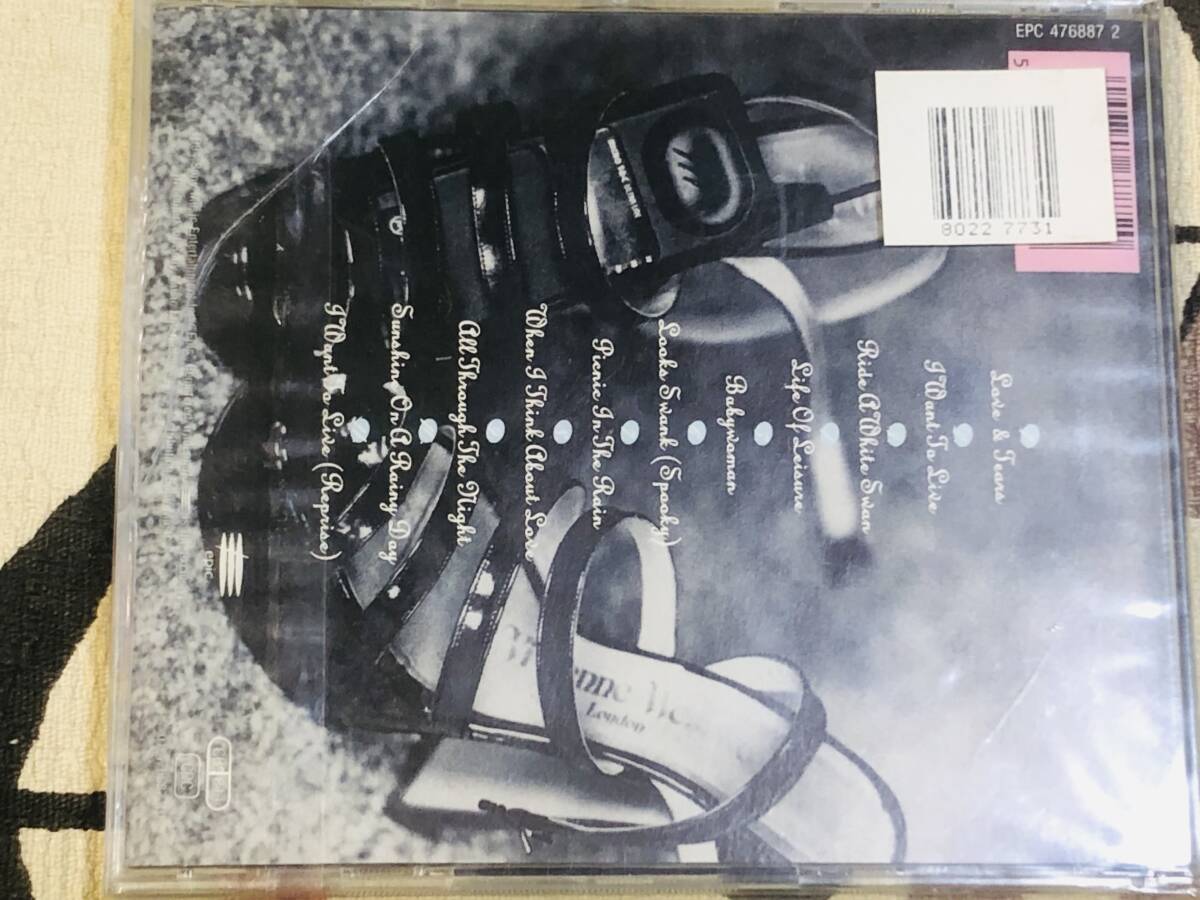 EPC 476887 2
5
8022 7731
Love & Tears
I Want To Live
Ride A White Swan
Life Of Leisure
Babywoman
Looks Swank (Spooky)
Picnic In The Rain
When I Think About Love
All Through The Night
Sunshine On A Rainy Day
I Want To Live (Reprise)
London
epic